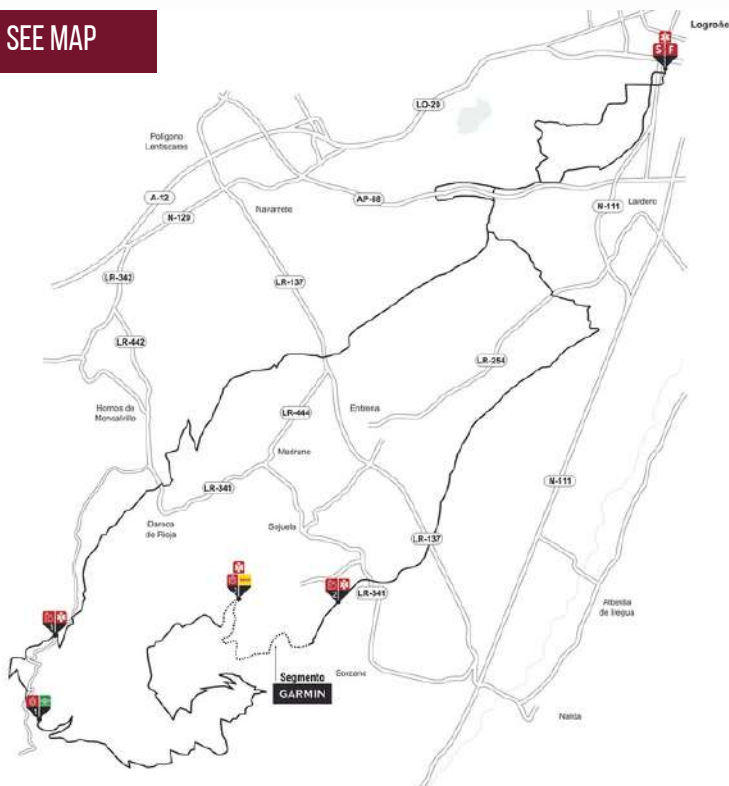 SEE MAP
Logroñe
S F
LO-20
Polígono
Lentiscares
A-12
N-120
Navarrete
AP-68
N-111
Lardero
LR-342
LR-137
LR-442
LR-254
Hornos de
Moncalvillo
LR-444
Entrena
Medrano
LR-341
N-111
Daroca
de Rioja
Sojuela
LR-137
LR-341
Albelda
de Iregua
Segmento
GARMIN
Sorzano
Nalda